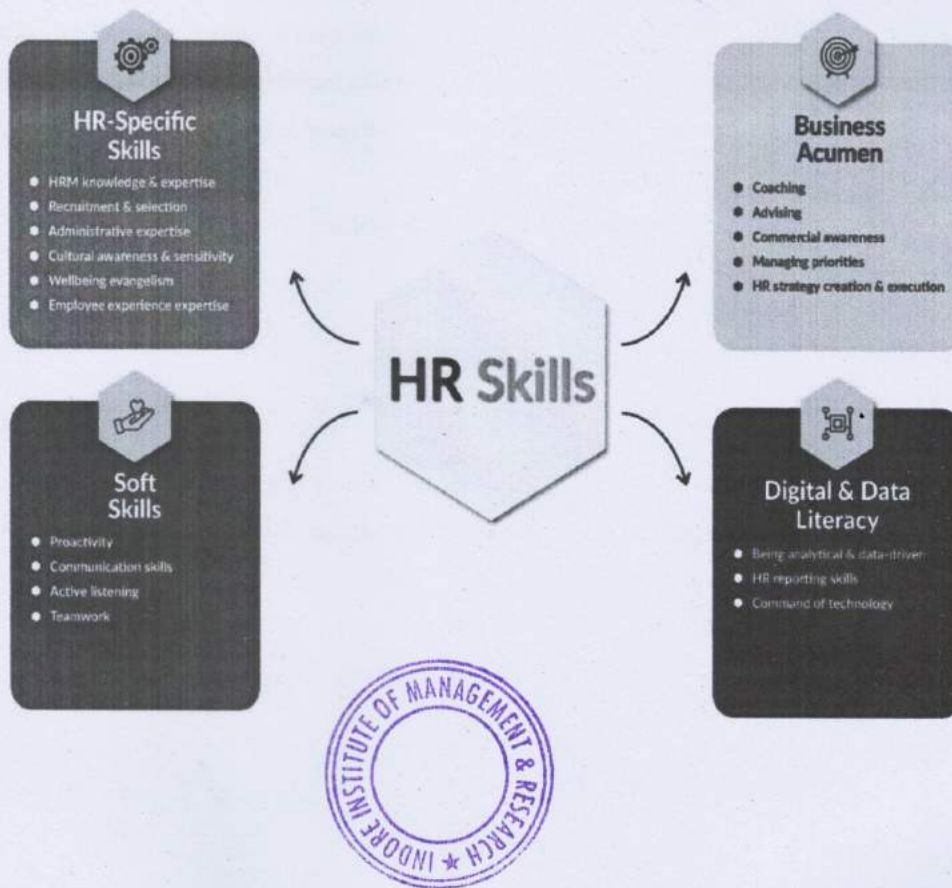 HR-Specific
Skills
HRM knowledge & expertise
Recruitment & selection
Administrative expertise
Cultural awareness & sensitivity
Wellbeing evangelism
Employee experience expertise
Business
Acumen
Coaching
Advising
Commercial awareness
Managing priorities
HR strategy creation & execution
HR Skills
Soft
Skills
Proactivity
Communication skills
Active listening
Teamwork
Digital & Data
Literacy
Being analytical & data-driven
HR reporting skills
Command of technology
INDORE INSTITUTE OF MANAGEMENT & RESEARCH